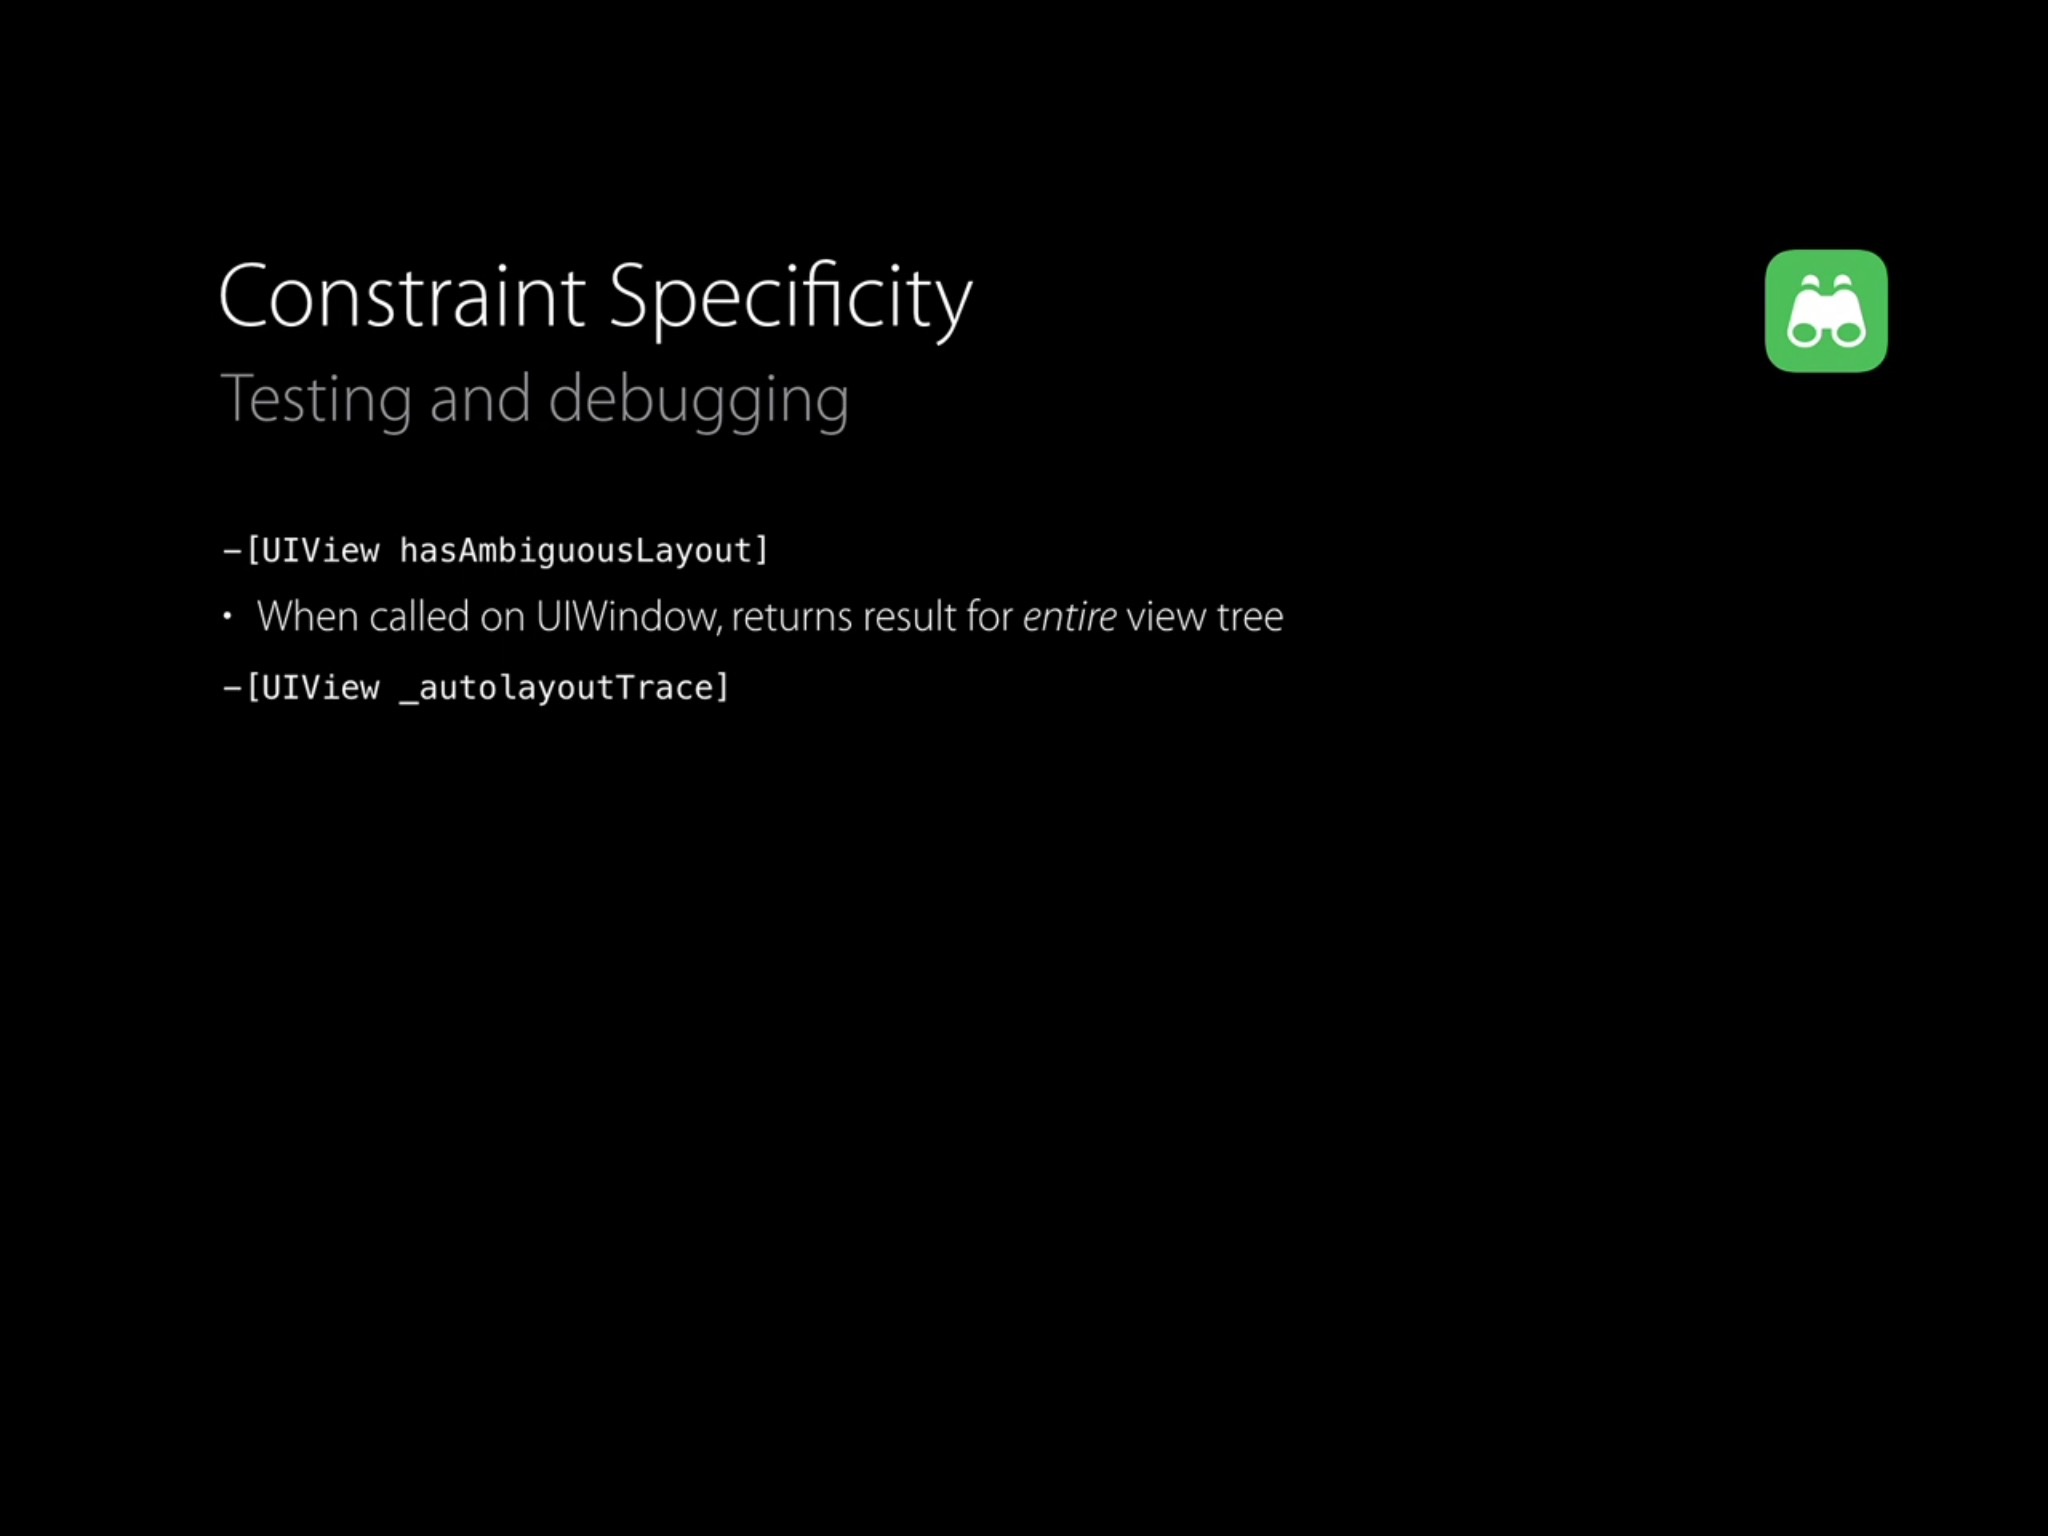 Constraint Specificity
Testing and debugging
-[UIView hasAmbiguousLayout]
• When called on UIWindow, returns result for entire view tree
-[UIView _autolayoutTrace]